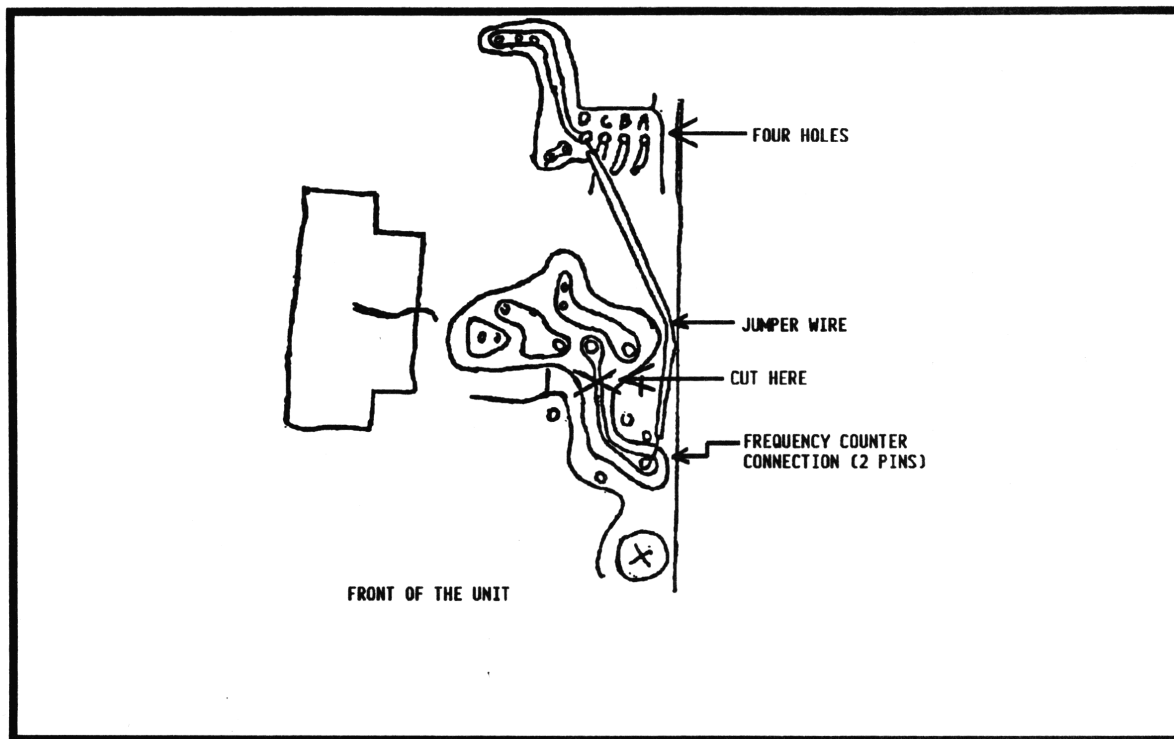 D C B A
FOUR HOLES
JUMPER WIRE
CUT HERE
FREQUENCY COUNTER
CONNECTION (2 PINS)
FRONT OF THE UNIT